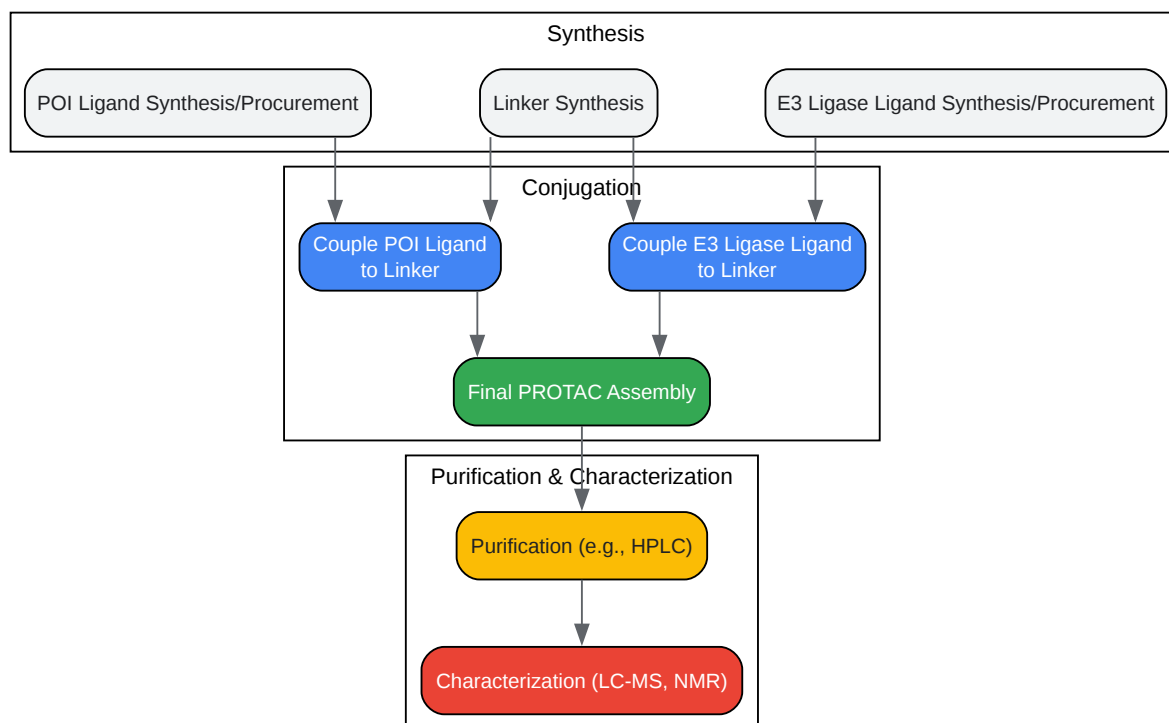 Synthesis
POI Ligand Synthesis/Procurement
Linker Synthesis
E3 Ligase Ligand Synthesis/Procurement
Conjugation
Couple POI Ligand
to Linker
Couple E3 Ligase Ligand
to Linker
Final PROTAC Assembly
Purification & Characterization
Purification (e.g., HPLC)
Characterization (LC-MS, NMR)